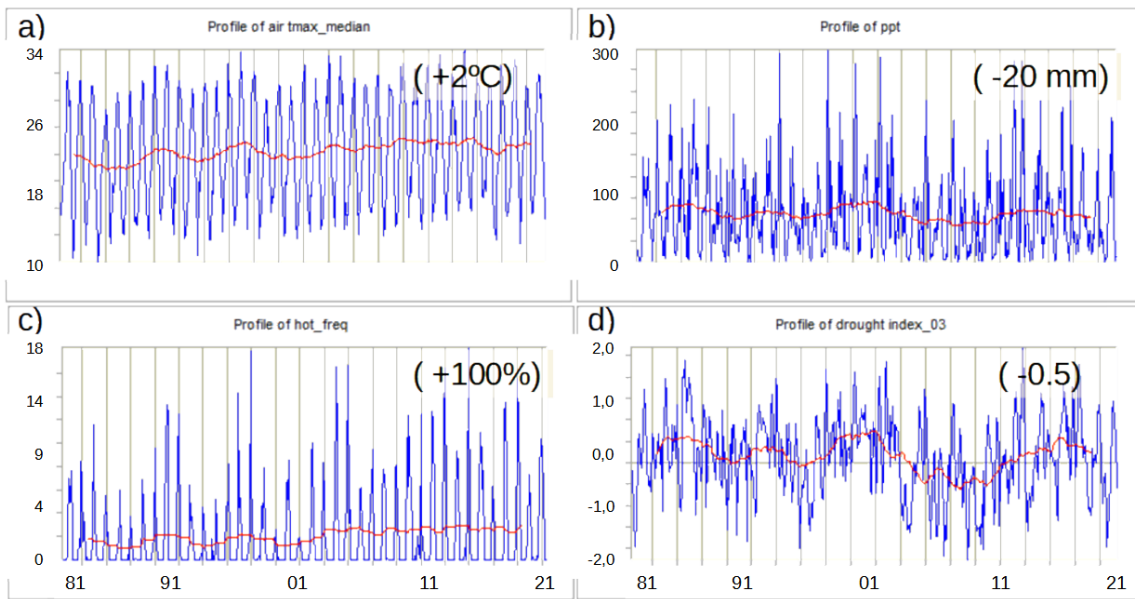 a)
Profile of air tmax_median
( +2ºC)
34
26
18
10
b)
Profile of ppt
( -20 mm)
300
200
100
0
c)
Profile of hot_freq
( +100%)
18
14
9
4
0
81 91 01 11 21
d)
Profile of drought index_03
( -0.5)
2,0
1,0
0,0
-1,0
-2,0
81 91 01 11 21